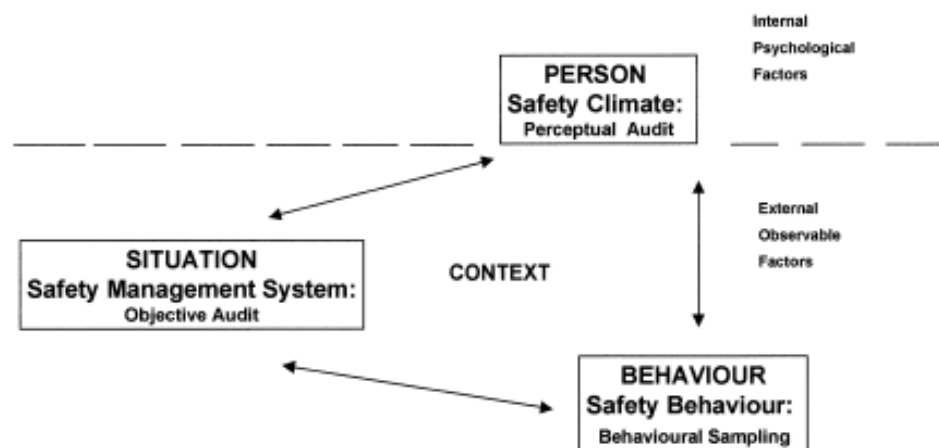 Internal
Psychological
Factors
PERSON
Safety Climate:
Perceptual Audit
External
Observable
Factors
SITUATION
Safety Management System:
Objective Audit
CONTEXT
BEHAVIOUR
Safety Behaviour:
Behavioural Sampling